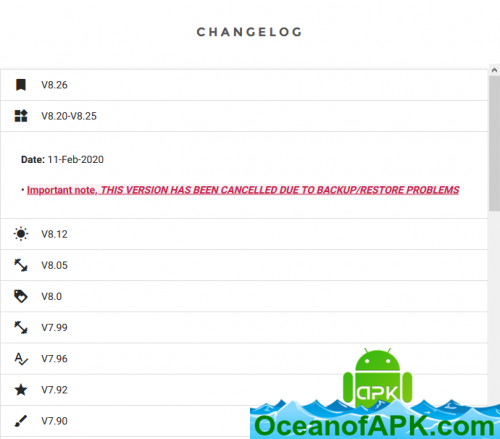 CHANGELOG
V8.26
V8.20-V8.25
Date: 11-Feb-2020
• Important note, THIS VERSION HAS BEEN CANCELLED DUE TO BACKUP/RESTORE PROBLEMS
V8.12
V8.05
V8.0
V7.99
V7.96
V7.92
V7.90
APK
OceanofAPK.com